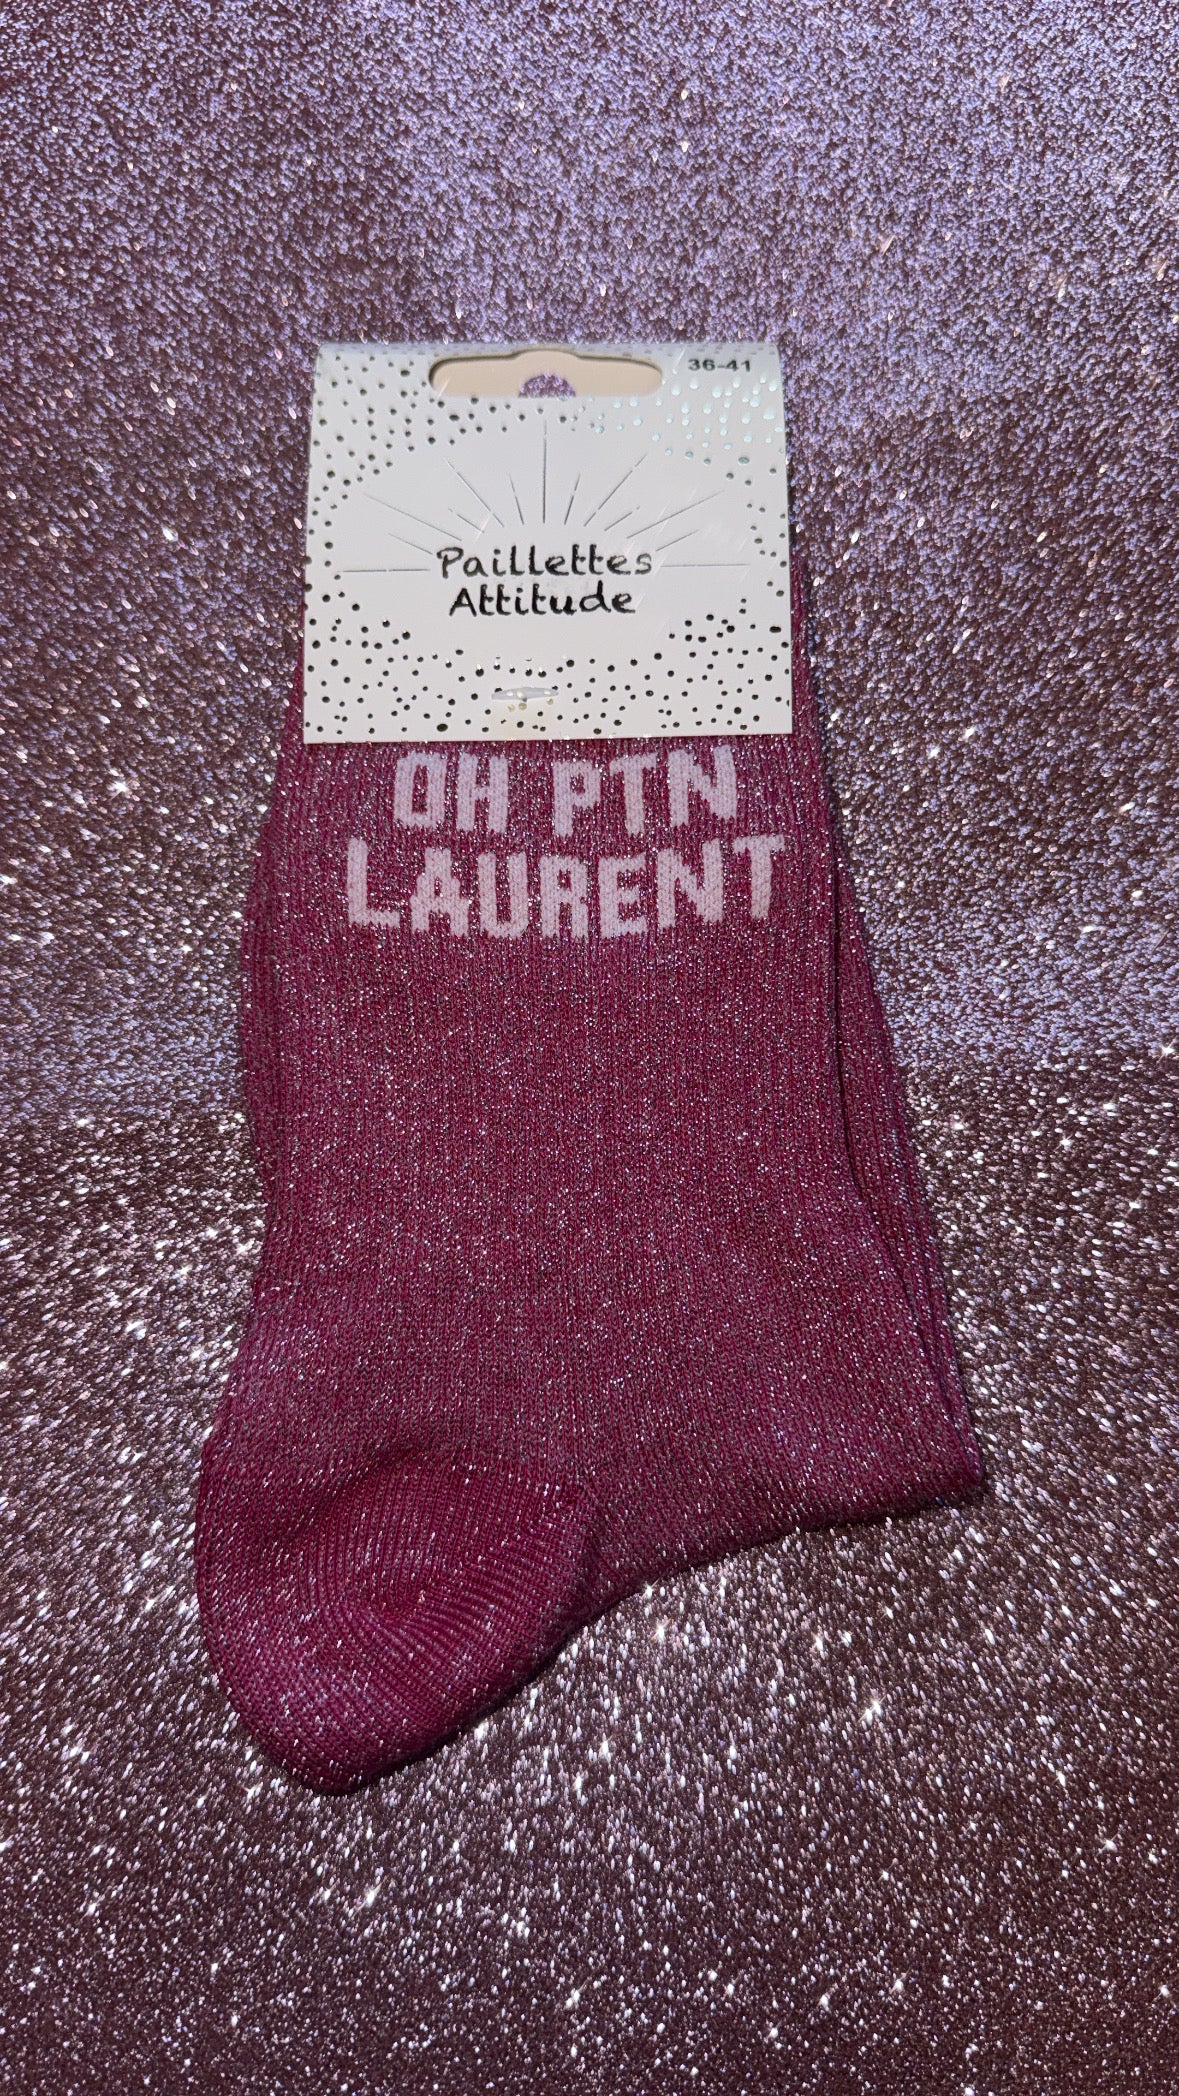 36-41
Paillettes
Attitude
OH PTN
LAURENT